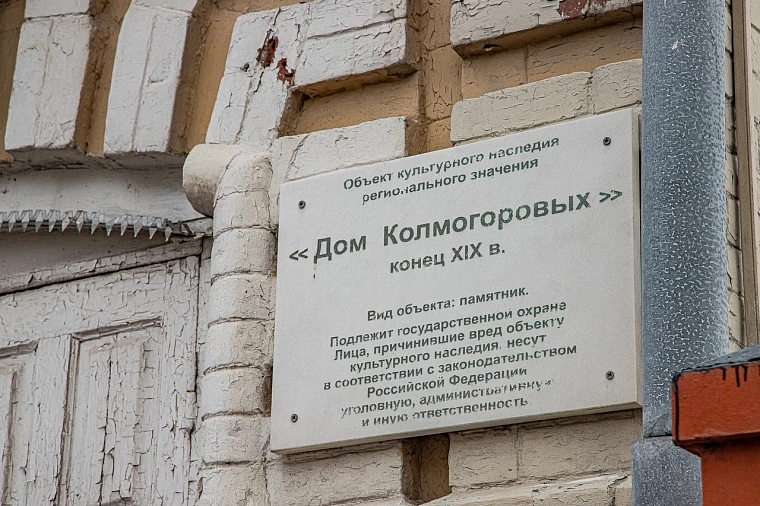 Объект культурного наследия
регионального значения
« Дом Колмогоровых »
конец XIX в.
Вид объекта: памятник.
Подлежит государственной охране
Лица, причинившие вред объекту
культурного наследия, несут
в соответствии с законодательством
Российской Федерации
уголовную, административную
и иную ответственность